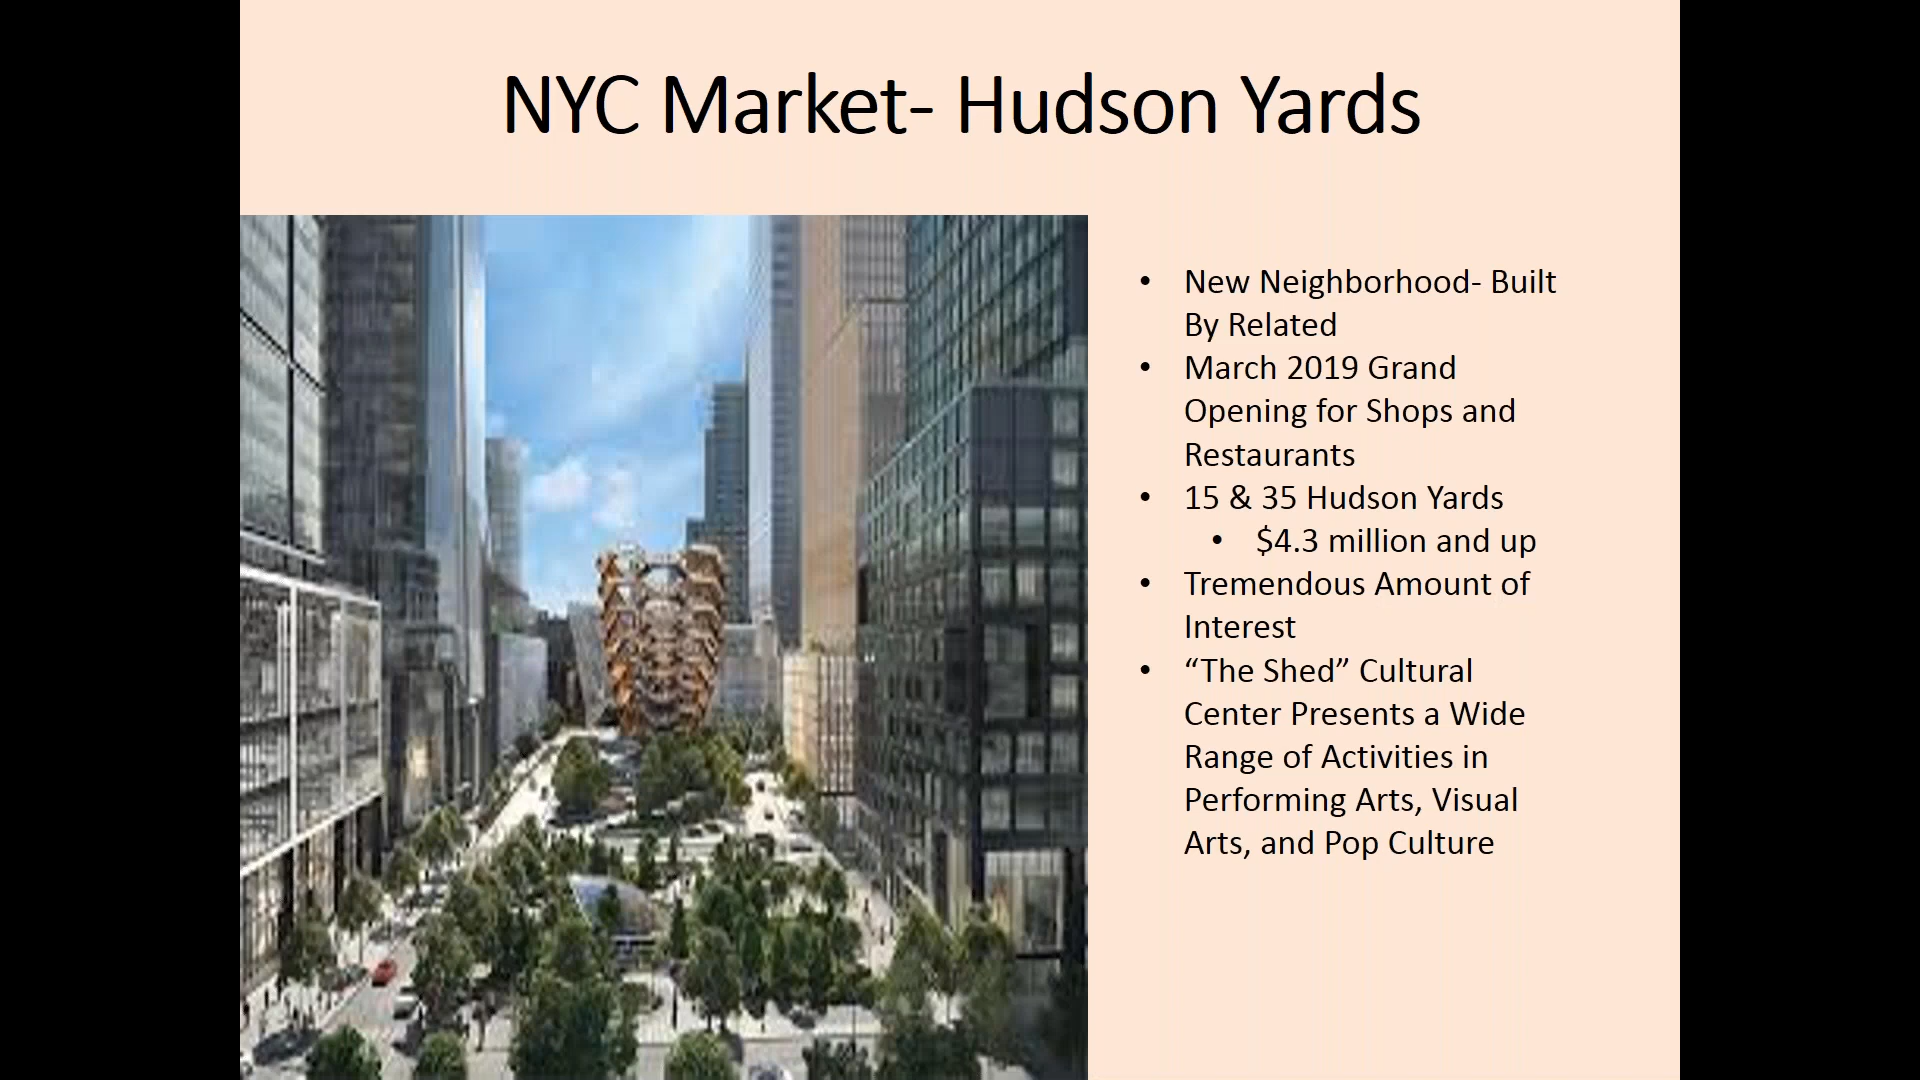 NYC Market- Hudson Yards
• New Neighborhood- Built
By Related
• March 2019 Grand
Opening for Shops and
Restaurants
• 15 & 35 Hudson Yards
• $4.3 million and up
• Tremendous Amount of
Interest
• “The Shed” Cultural
Center Presents a Wide
Range of Activities in
Performing Arts, Visual
Arts, and Pop Culture